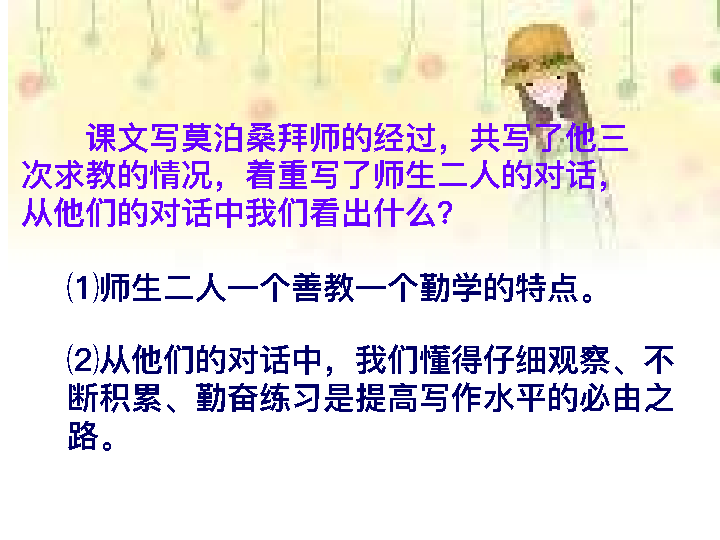 课文写莫泊桑拜师的经过，共写了他三
次求教的情况，着重写了师生二人的对话，
从他们的对话中我们看出什么？
⑴师生二人一个善教一个勤学的特点。
⑵从他们的对话中，我们懂得仔细观察、不
断积累、勤奋练习是提高写作水平的必由之
路。